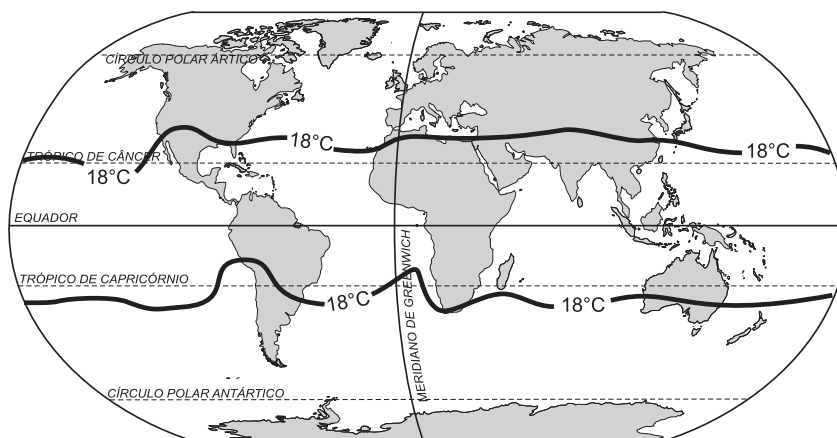 CÍRCULO POLAR ÁRTICO
18°C
TRÓPICO DE CÂNCER
18°C
18°C
EQUADOR
MERIDIANO DE GREENWICH
TRÓPICO DE CAPRICÓRNIO
18°C
18°C
CÍRCULO POLAR ANTÁRTICO